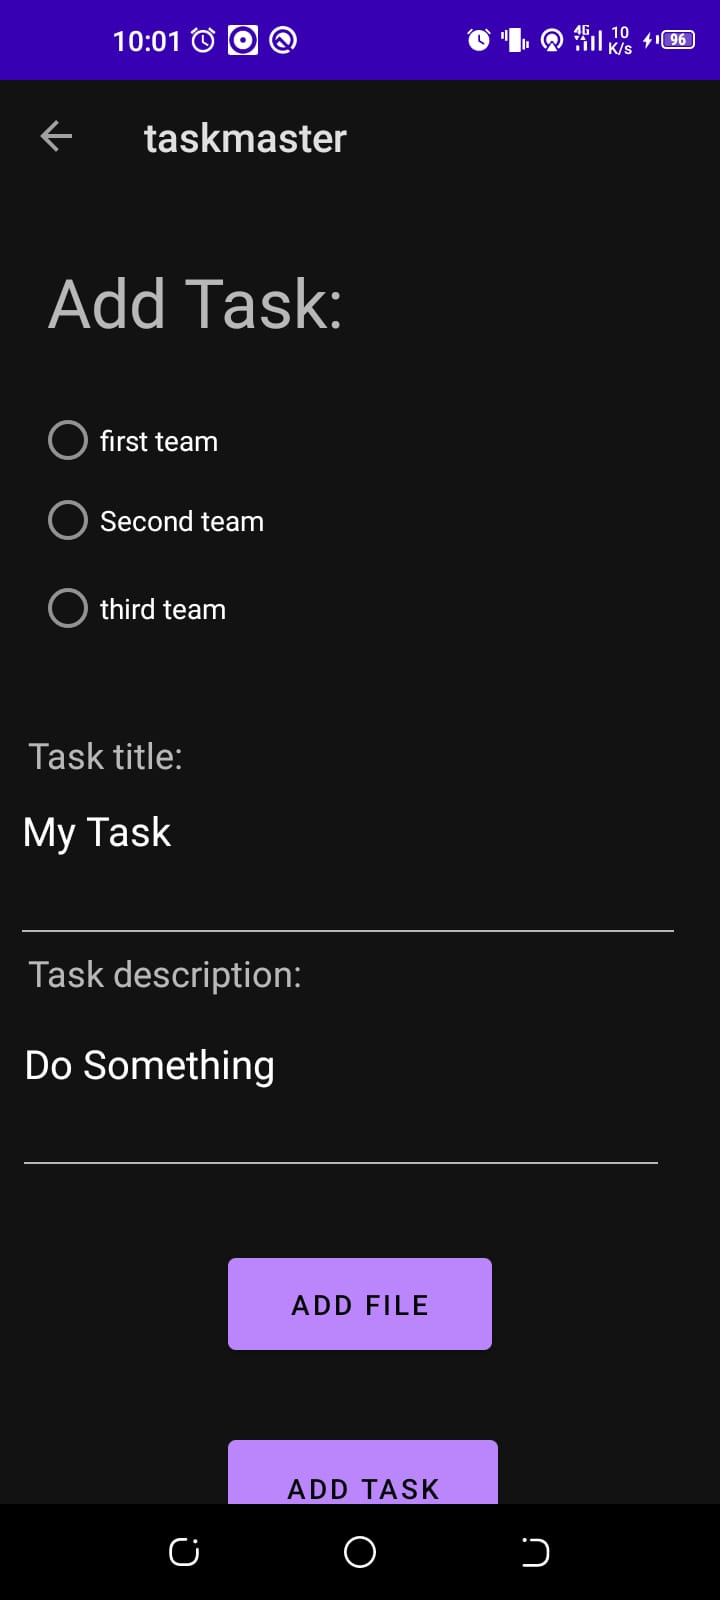 10:01
4G 10 K/s 96
taskmaster
Add Task:
first team
Second team
third team
Task title:
My Task
Task description:
Do Something
ADD FILE
ADD TASK